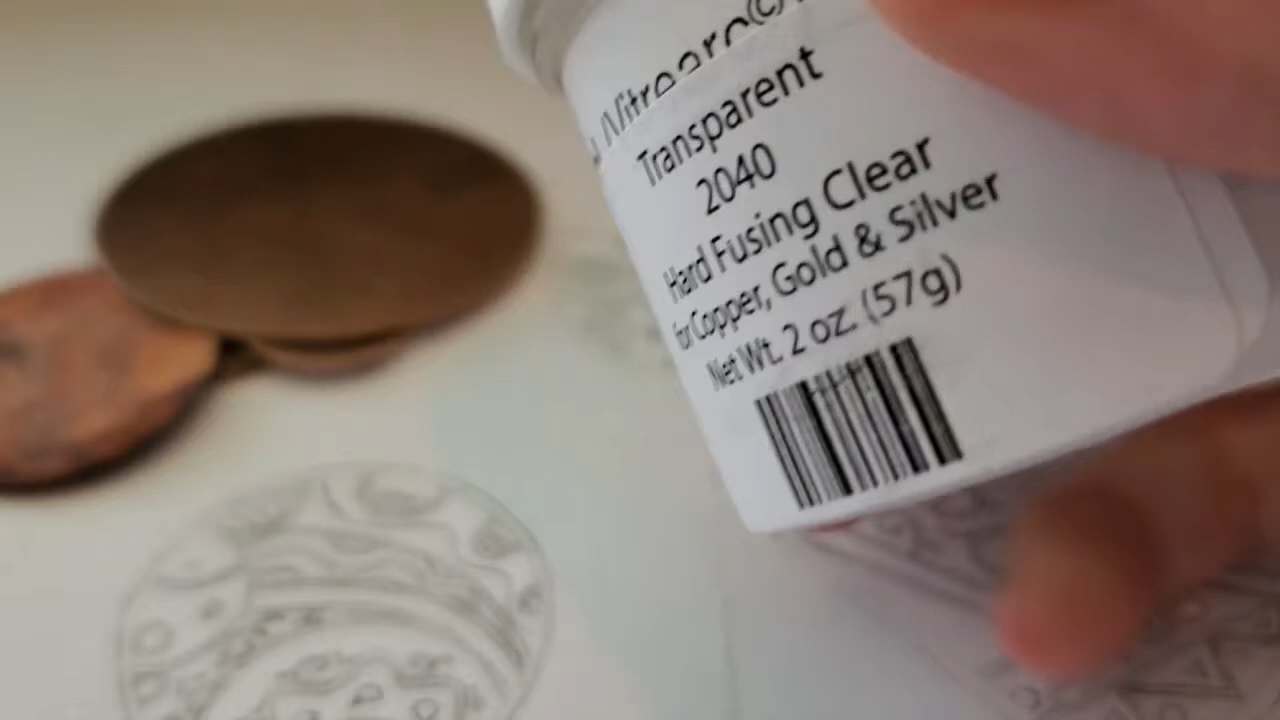 Transparent
2040
Hard Fusing Clear
for Copper, Gold & Silver
Net Wt. 2 oz. (57g)